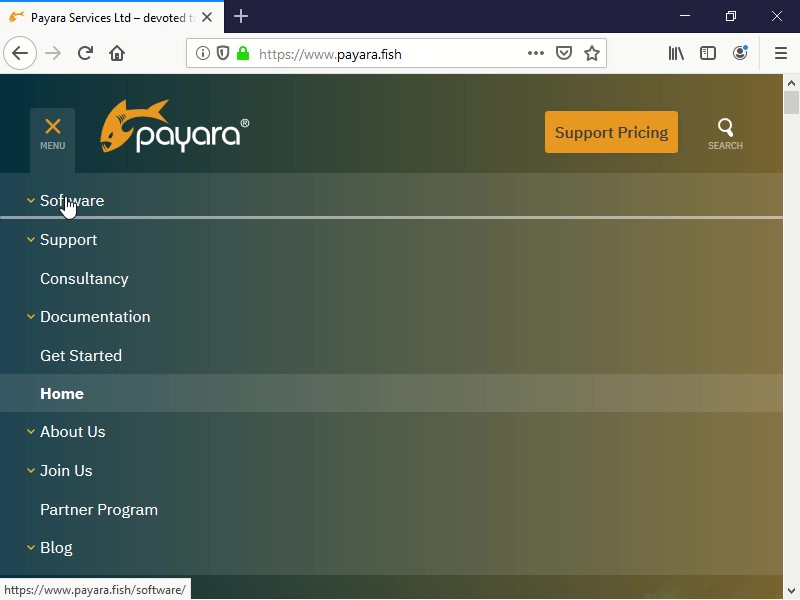 Payara Services Ltd – devoted t
https://www.payara.fish
MENU
payara®
Support Pricing
SEARCH
Software
Support
Consultancy
Documentation
Get Started
Home
About Us
Join Us
Partner Program
Blog
https://www.payara.fish/software/